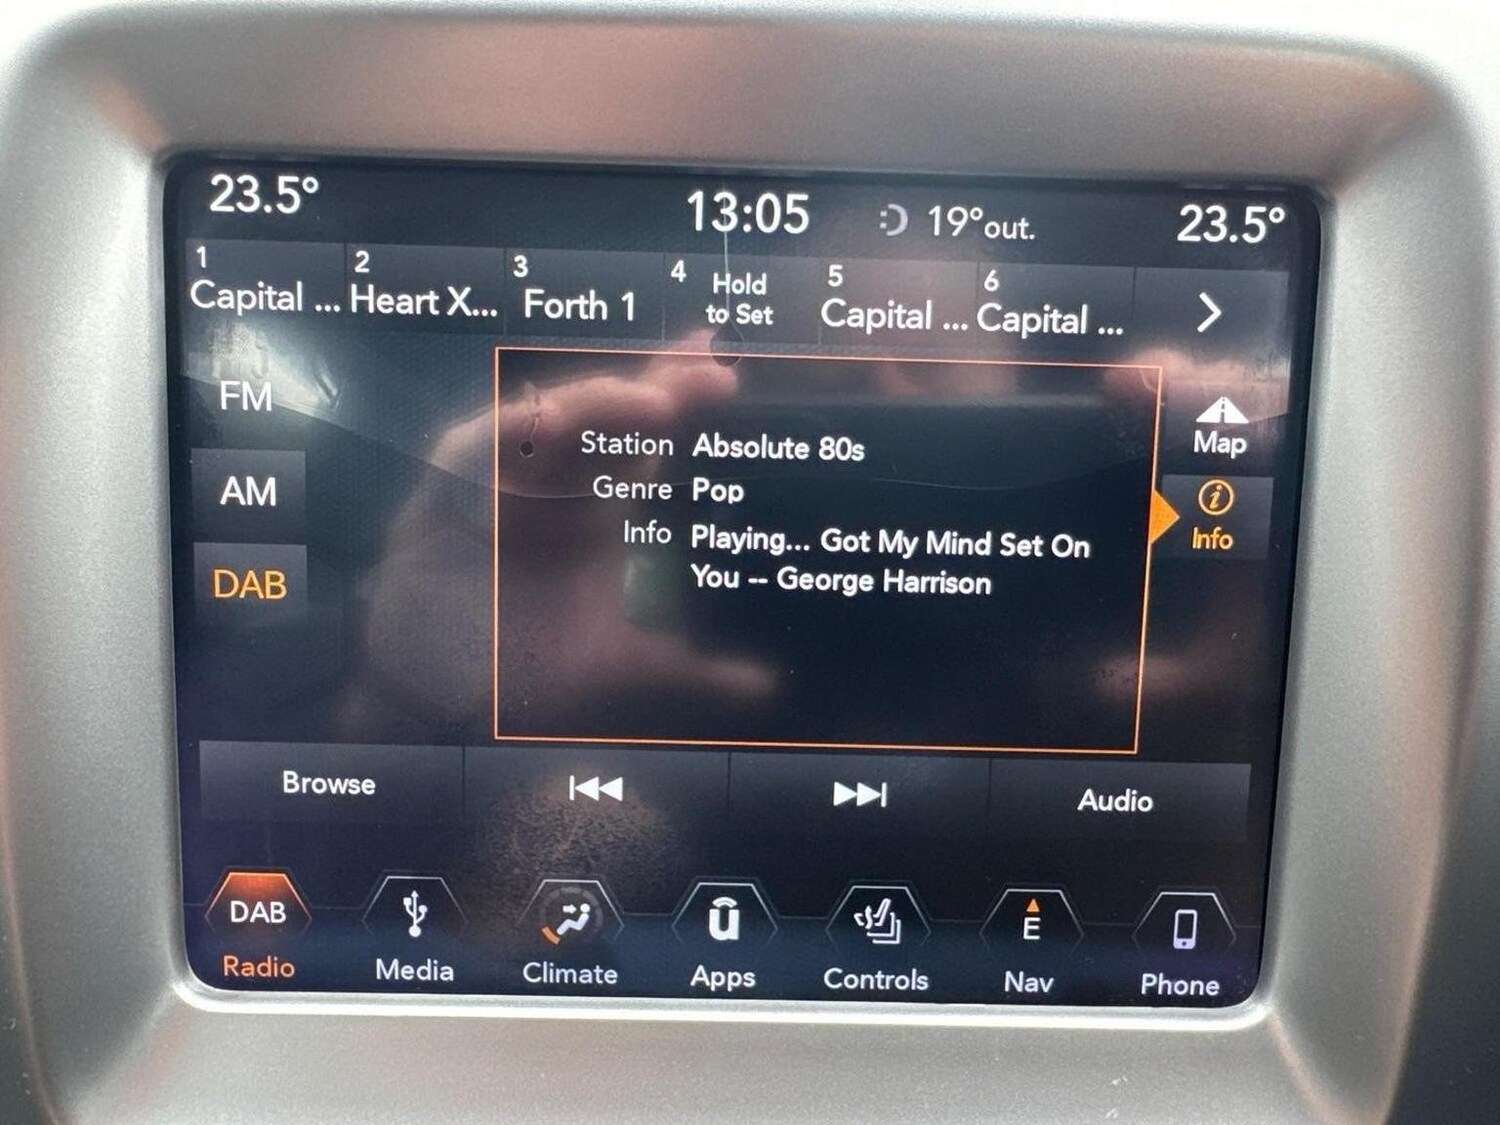 23.5° 13:05 19°out. 23.5°
1 2 3 4 5 6
Capital ... Heart X... Forth 1 Hold to Set Capital ... Capital ...
FM
Map
AM
Info
DAB
Station Absolute 80s
Genre Pop
Info Playing... Got My Mind Set On
You -- George Harrison
Browse Audio
DAB ū E
Radio Media Climate Apps Controls Nav Phone